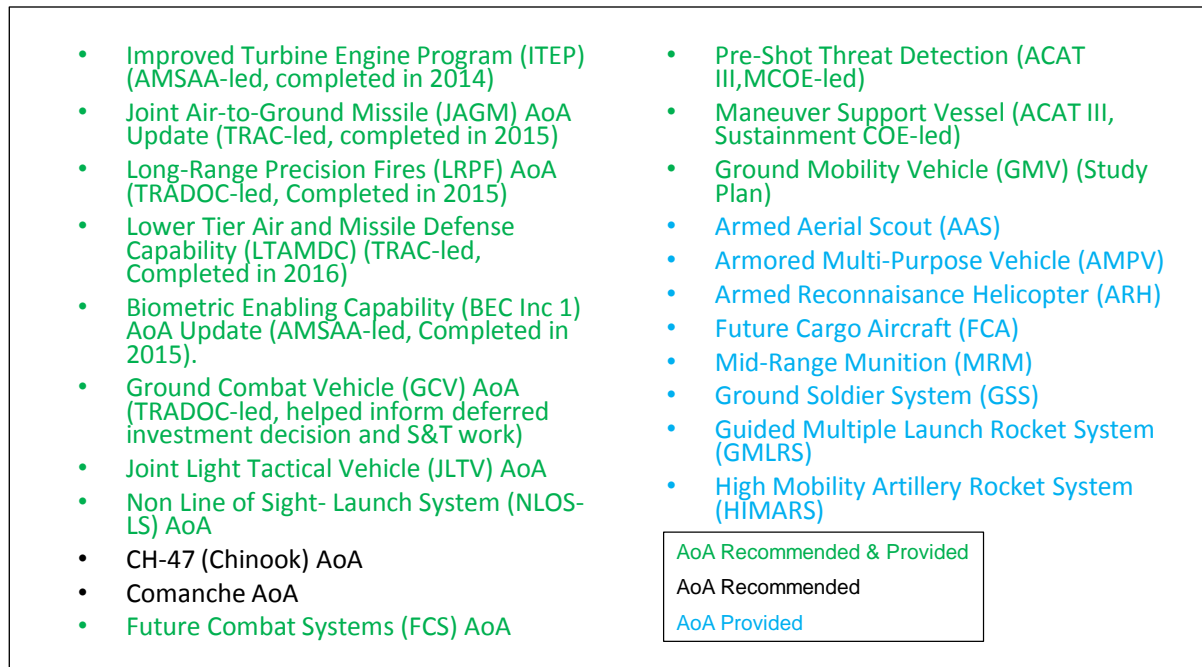 • Improved Turbine Engine Program (ITEP)
(AMSAA-led, completed in 2014)
• Joint Air-to-Ground Missile (JAGM) AoA
Update (TRAC-led, completed in 2015)
• Long-Range Precision Fires (LRPF) AoA
(TRADOC-led, Completed in 2015)
• Lower Tier Air and Missile Defense
Capability (LTAMDC) (TRAC-led,
Completed in 2016)
• Biometric Enabling Capability (BEC Inc 1)
AoA Update (AMSAA-led, Completed in
2015).
• Ground Combat Vehicle (GCV) AoA
(TRADOC-led, helped inform deferred
investment decision and S&T work)
• Joint Light Tactical Vehicle (JLTV) AoA
• Non Line of Sight- Launch System (NLOS-
LS) AoA
• CH-47 (Chinook) AoA
• Comanche AoA
• Future Combat Systems (FCS) AoA
• Pre-Shot Threat Detection (ACAT
III,MCOE-led)
• Maneuver Support Vessel (ACAT III,
Sustainment COE-led)
• Ground Mobility Vehicle (GMV) (Study
Plan)
• Armed Aerial Scout (AAS)
• Armored Multi-Purpose Vehicle (AMPV)
• Armed Reconnaisance Helicopter (ARH)
• Future Cargo Aircraft (FCA)
• Mid-Range Munition (MRM)
• Ground Soldier System (GSS)
• Guided Multiple Launch Rocket System
(GMLRS)
• High Mobility Artillery Rocket System
(HIMARS)
AoA Recommended & Provided
AoA Recommended
AoA Provided